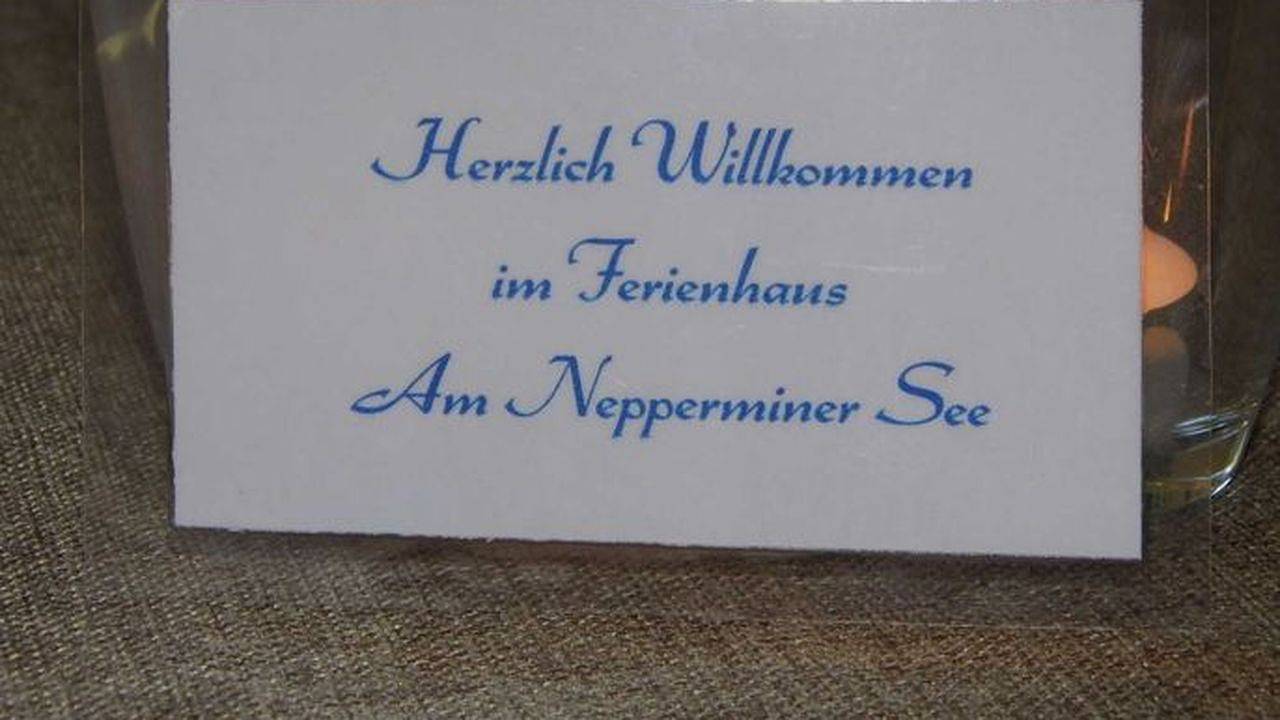 Herzlich Willkommen
im Ferienhaus
Am Nepperminer See